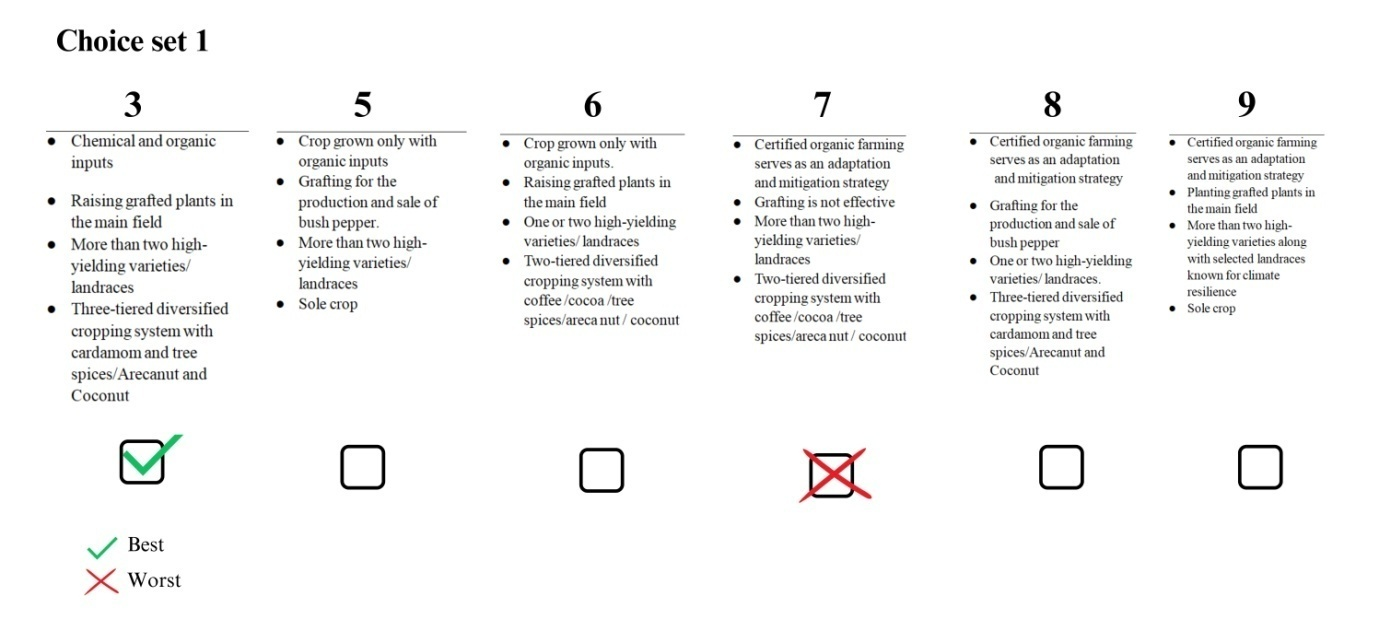 Choice set 1
3
● Chemical and organic
inputs
● Raising grafted plants in
the main field
● More than two high-
yielding varieties/
landraces
● Three-tiered diversified
cropping system with
cardamom and tree
spices/Arecanut and
Coconut
5
● Crop grown only with
organic inputs
● Grafting for the
production and sale of
bush pepper.
● More than two high-
yielding varieties/
landraces
● Sole crop
6
● Crop grown only with
organic inputs.
● Raising grafted plants in
the main field
● One or two high-yielding
varieties/ landraces
● Two-tiered diversified
cropping system with
coffee /cocoa /tree
spices/areca nut / coconut
7
● Certified organic farming
serves as an adaptation
and mitigation strategy
● Grafting is not effective
● More than two high-
yielding varieties/
landraces
● Two-tiered diversified
cropping system with
coffee /cocoa /tree
spices/areca nut / coconut
8
● Certified organic farming
serves as an adaptation
and mitigation strategy
● Grafting for the
production and sale of
bush pepper
● One or two high-yielding
varieties/ landraces.
● Three-tiered diversified
cropping system with
cardamom and tree
spices/Arecanut and
Coconut
9
● Certified organic farming
serves as an adaptation
and mitigation strategy
● Planting grafted plants in
the main field
● More than two high-
yielding varieties along
with selected landraces
known for climate
resilience
● Sole crop
Best
Worst